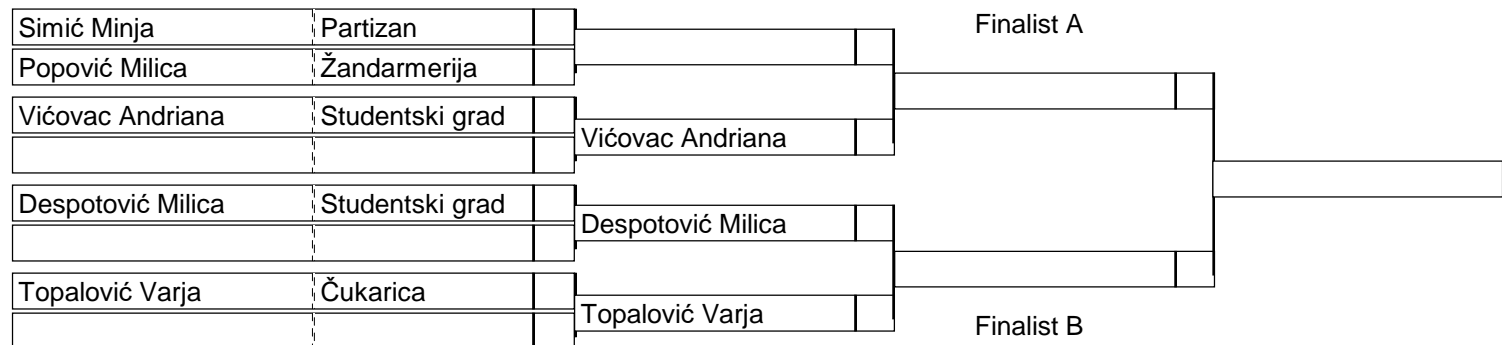 Simić Minja Partizan
Popović Milica Žandarmerija
Vićovac Andriana Studentski grad
Despotović Milica Studentski grad
Topalović Varja Čukarica
Vićovac Andriana
Despotović Milica
Topalović Varja
Finalist A
Finalist B